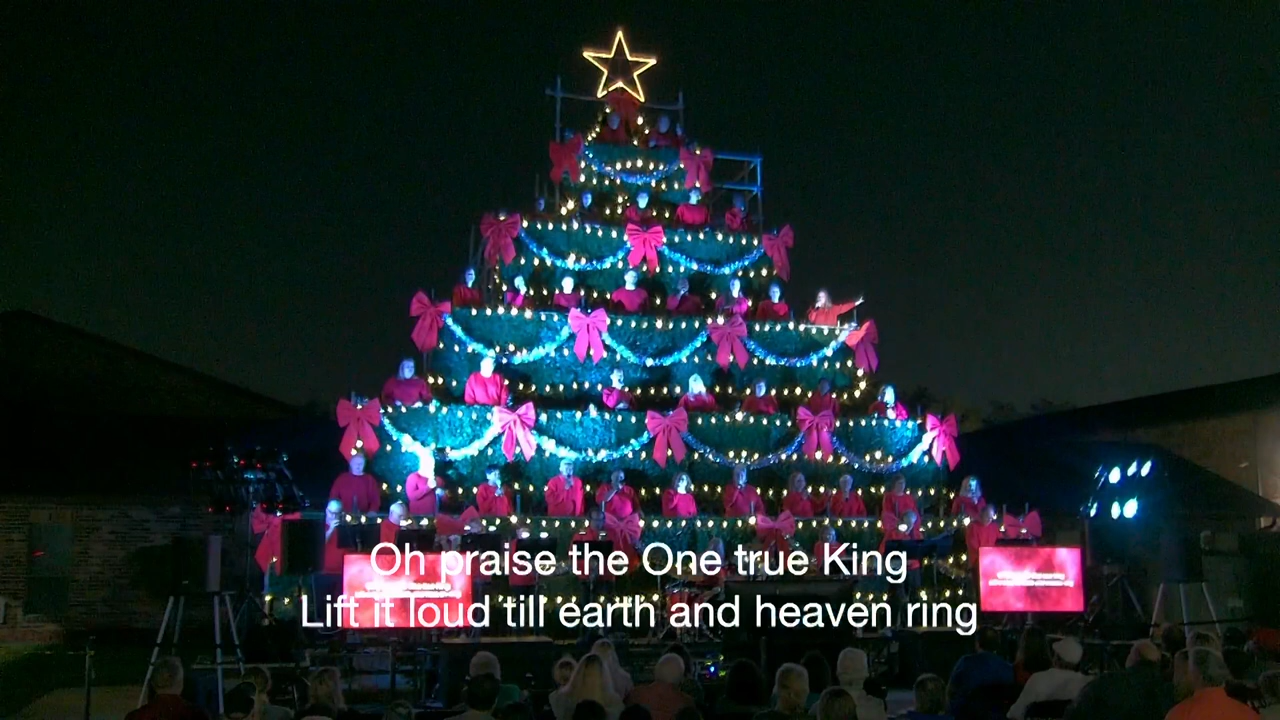 Oh praise the One true King
Lift it loud till earth and heaven ring